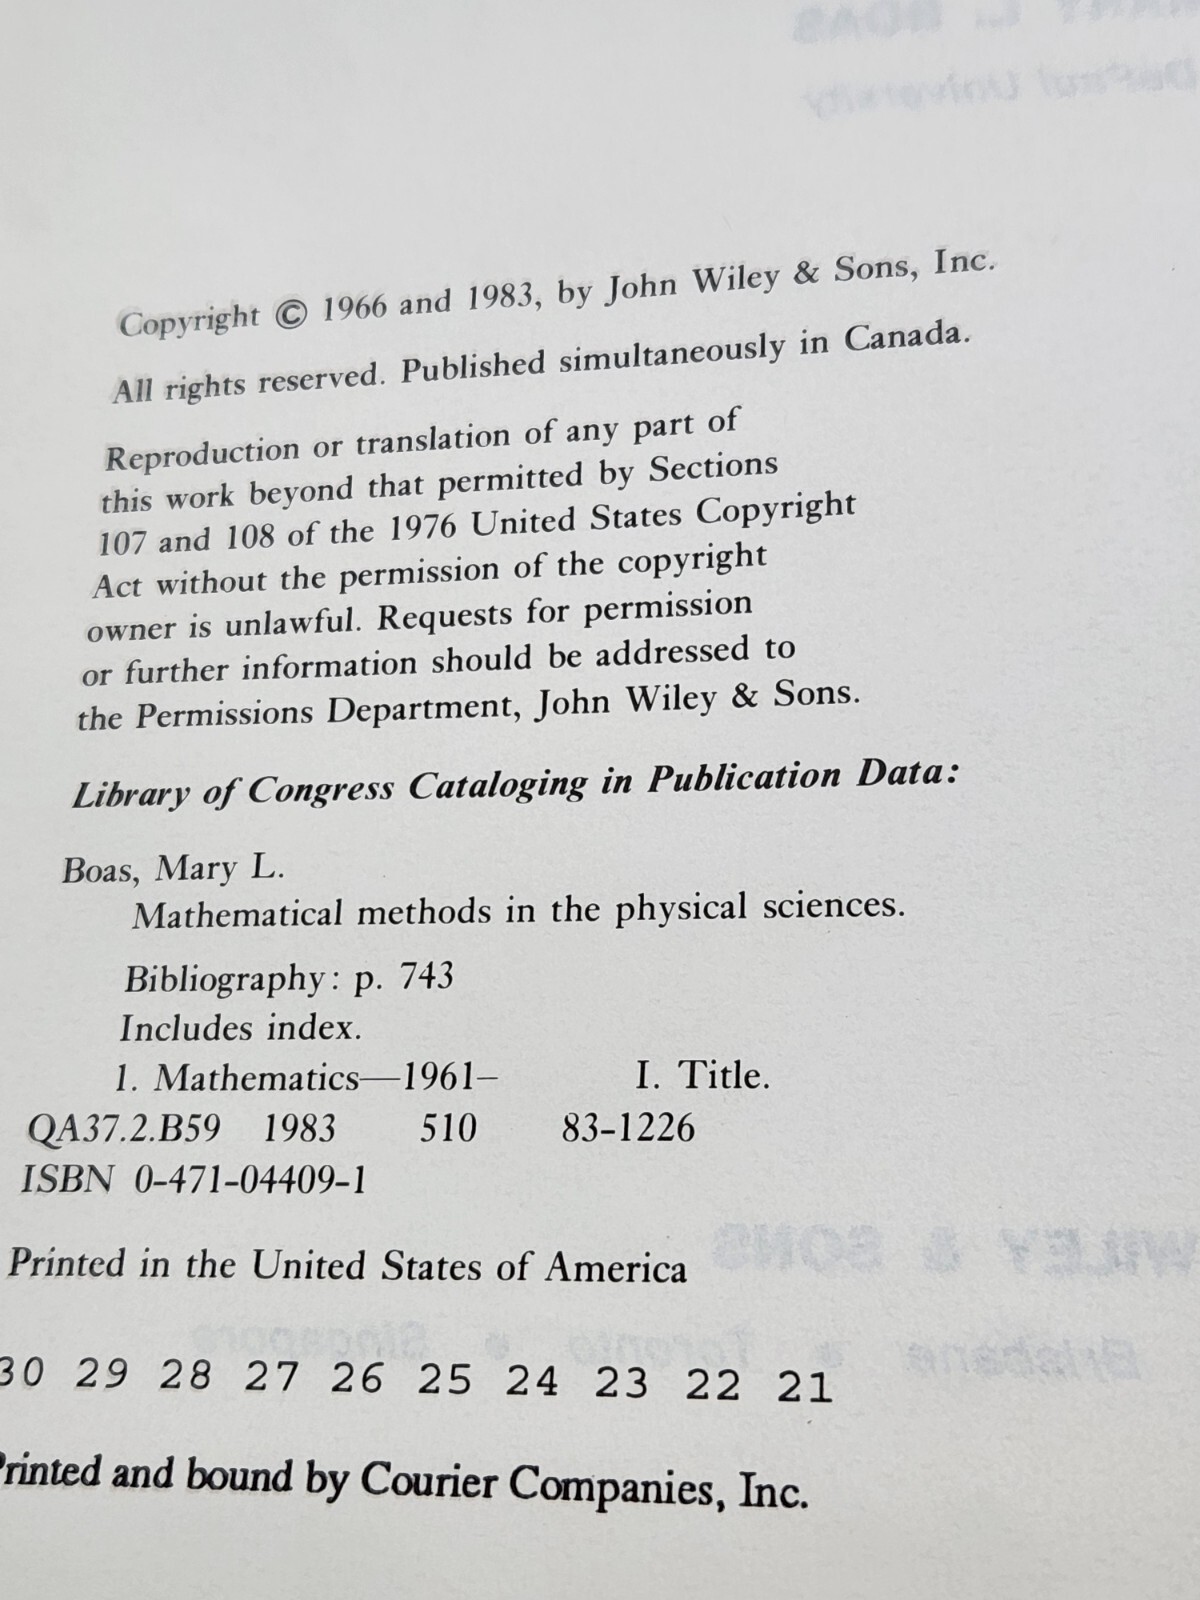 Copyright © 1966 and 1983, by John Wiley & Sons, Inc.
All rights reserved. Published simultaneously in Canada.
Reproduction or translation of any part of
this work beyond that permitted by Sections
107 and 108 of the 1976 United States Copyright
Act without the permission of the copyright
owner is unlawful. Requests for permission
or further information should be addressed to
the Permissions Department, John Wiley & Sons.
Library of Congress Cataloging in Publication Data:
Boas, Mary L.
Mathematical methods in the physical sciences.
Bibliography: p. 743
Includes index.
1. Mathematics—1961– I. Title.
QA37.2.B59 1983 510 83-1226
ISBN 0-471-04409-1
Printed in the United States of America
30 29 28 27 26 25 24 23 22 21
Printed and bound by Courier Companies, Inc.